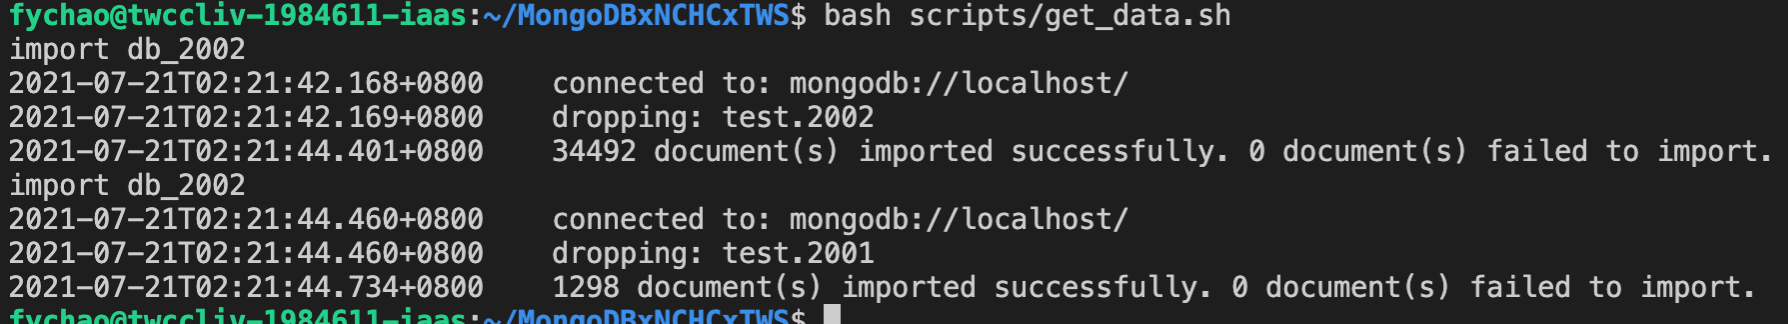 fychao@twccliv-1984611-iaas:~/MongoDBxNCHCxTWS$ bash scripts/get_data.sh
import db_2002
2021-07-21T02:21:42.168+0800    connected to: mongodb://localhost/
2021-07-21T02:21:42.169+0800    dropping: test.2002
2021-07-21T02:21:44.401+0800    34492 document(s) imported successfully. 0 document(s) failed to import.
import db_2002
2021-07-21T02:21:44.460+0800    connected to: mongodb://localhost/
2021-07-21T02:21:44.460+0800    dropping: test.2001
2021-07-21T02:21:44.734+0800    1298 document(s) imported successfully. 0 document(s) failed to import.
fychao@twccliv-1984611-iaas:~/MongoDBxNCHCxTWS$